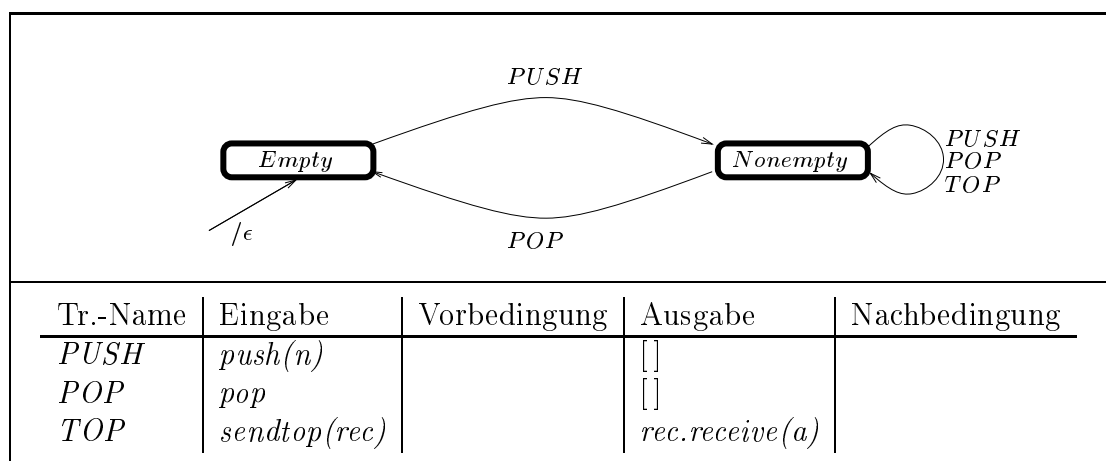 PUSH
Empty
Nonempty
PUSH
POP
TOP
/ϵ
POP
Tr.-Name Eingabe Vorbedingung Ausgabe Nachbedingung
PUSH push(n) [ ]
POP pop [ ]
TOP sendtop(rec) rec.receive(a)